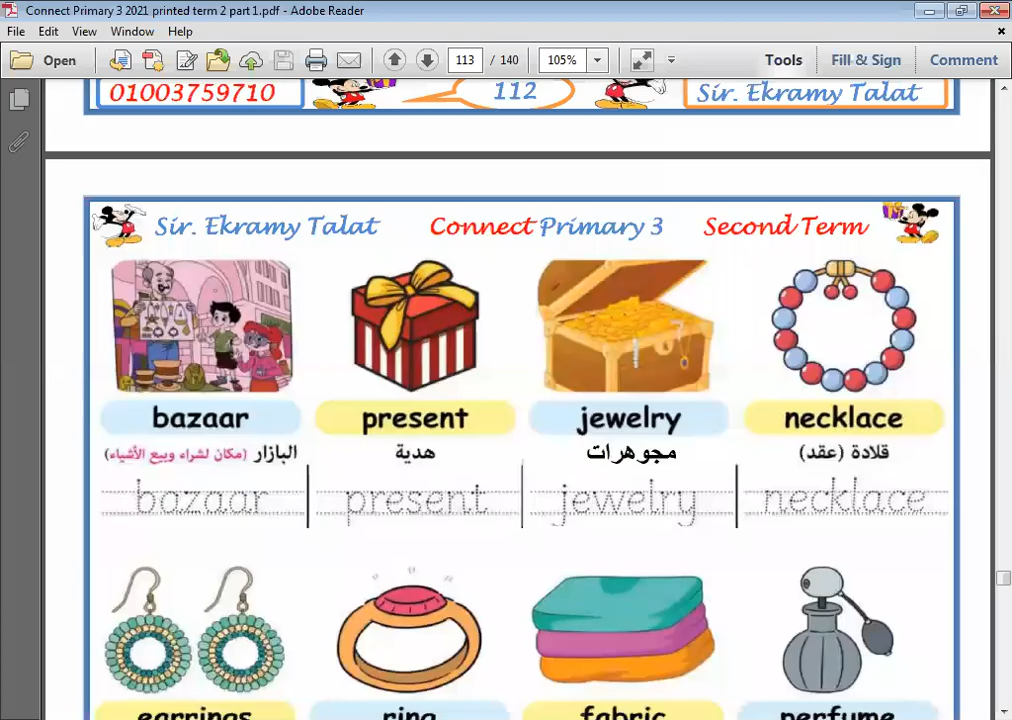 Connect Primary 3 2021 printed term 2 part 1.pdf - Adobe Reader
File Edit View Window Help
Open 113 / 140 105% Tools Fill & Sign Comment
01003759710 112 Sir. Ekramy Talat
Sir. Ekramy Talat Connect Primary 3 Second Term
bazaar present jewelry necklace
البازار (مكان لشراء وبيع الأشياء) هدية مجوهرات قلادة (عقد)
bazaar present jewelry necklace
earrings ring fabric perfume